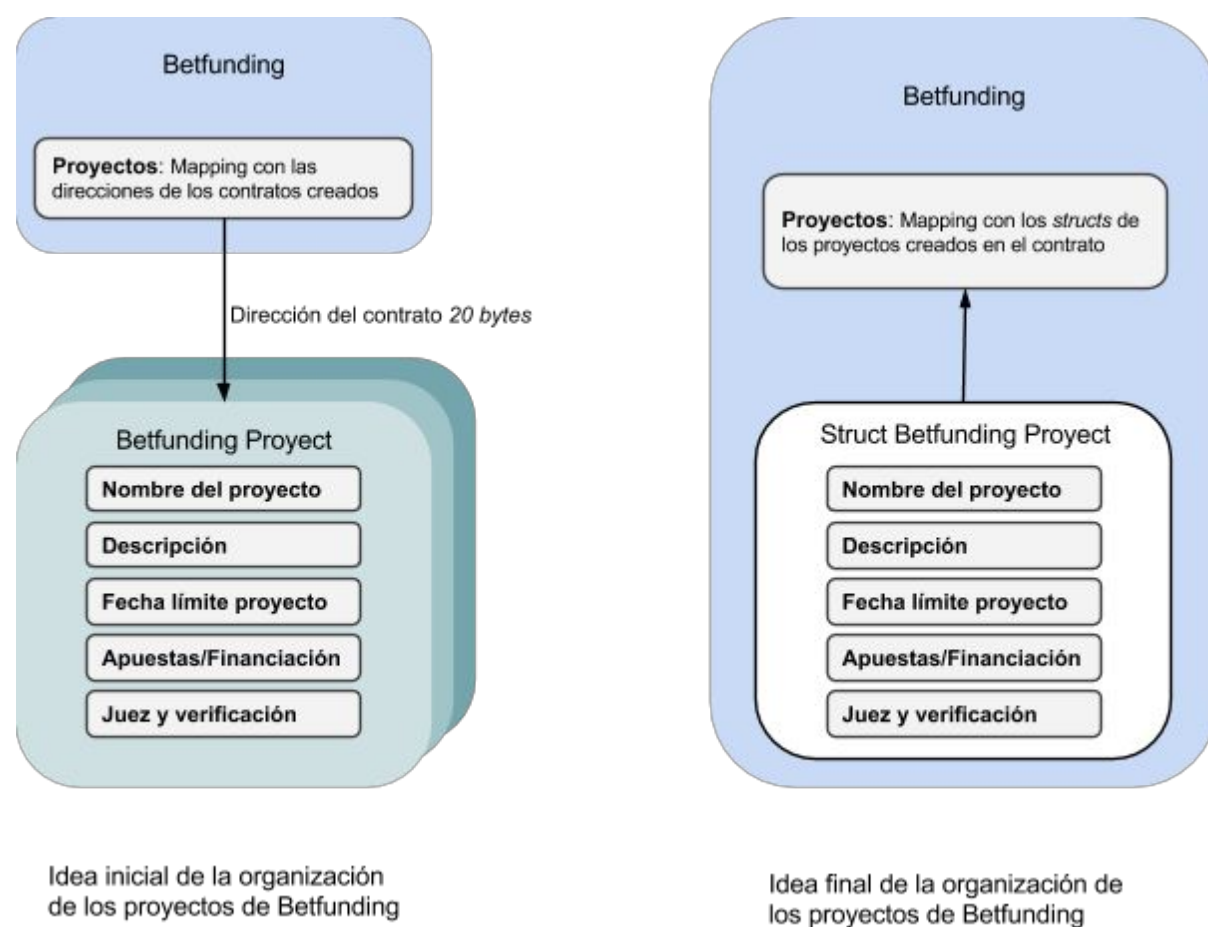 Betfunding
Proyectos: Mapping con las
direcciones de los contratos creados
Dirección del contrato 20 bytes
Betfunding Proyect
Nombre del proyecto
Descripción
Fecha límite proyecto
Apuestas/Financiación
Juez y verificación
Idea inicial de la organización
de los proyectos de Betfunding
Betfunding
Proyectos: Mapping con los structs de
los proyectos creados en el contrato
Struct Betfunding Proyect
Nombre del proyecto
Descripción
Fecha límite proyecto
Apuestas/Financiación
Juez y verificación
Idea final de la organización de
los proyectos de Betfunding